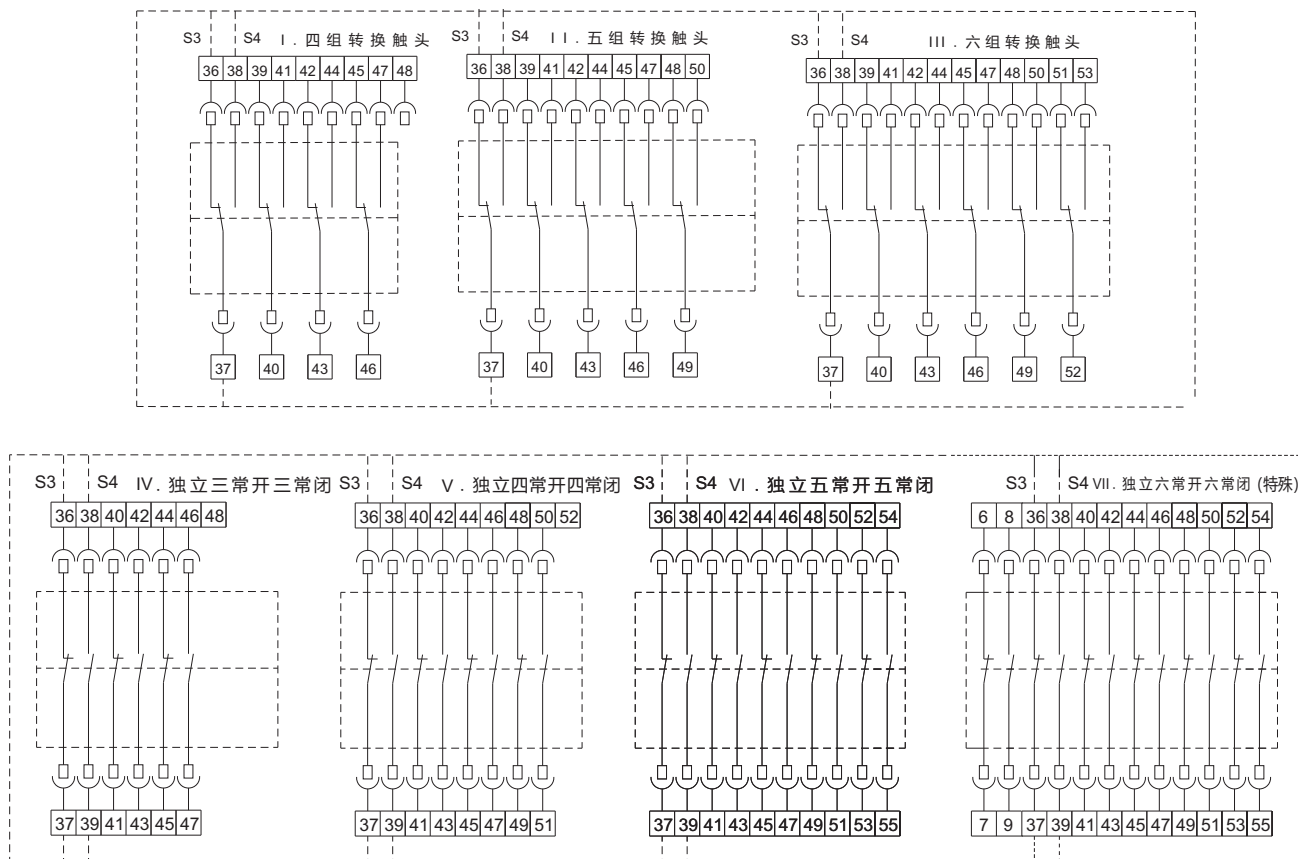 S3 S4 I.四组转换触头
36 38 39 41 42 44 45 47 48
37 40 43 46
S3 S4 II.五组转换触头
36 38 39 41 42 44 45 47 48 50
37 40 43 46 49
S3 S4 III.六组转换触头
36 38 39 41 42 44 45 47 48 50 51 53
37 40 43 46 49 52
S3 S4 IV.独立三常开三常闭
36 38 40 42 44 46 48
37 39 41 43 45 47
S3 S4 V.独立四常开四常闭
36 38 40 42 44 46 48 50 52
37 39 41 43 45 47 49 51
S3 S4 VI.独立五常开五常闭
36 38 40 42 44 46 48 50 52 54
37 39 41 43 45 47 49 51 53 55
S3 S4 VII.独立六常开六常闭 (特殊)
6 8 36 38 40 42 44 46 48 50 52 54
7 9 37 39 41 43 45 47 49 51 53 55